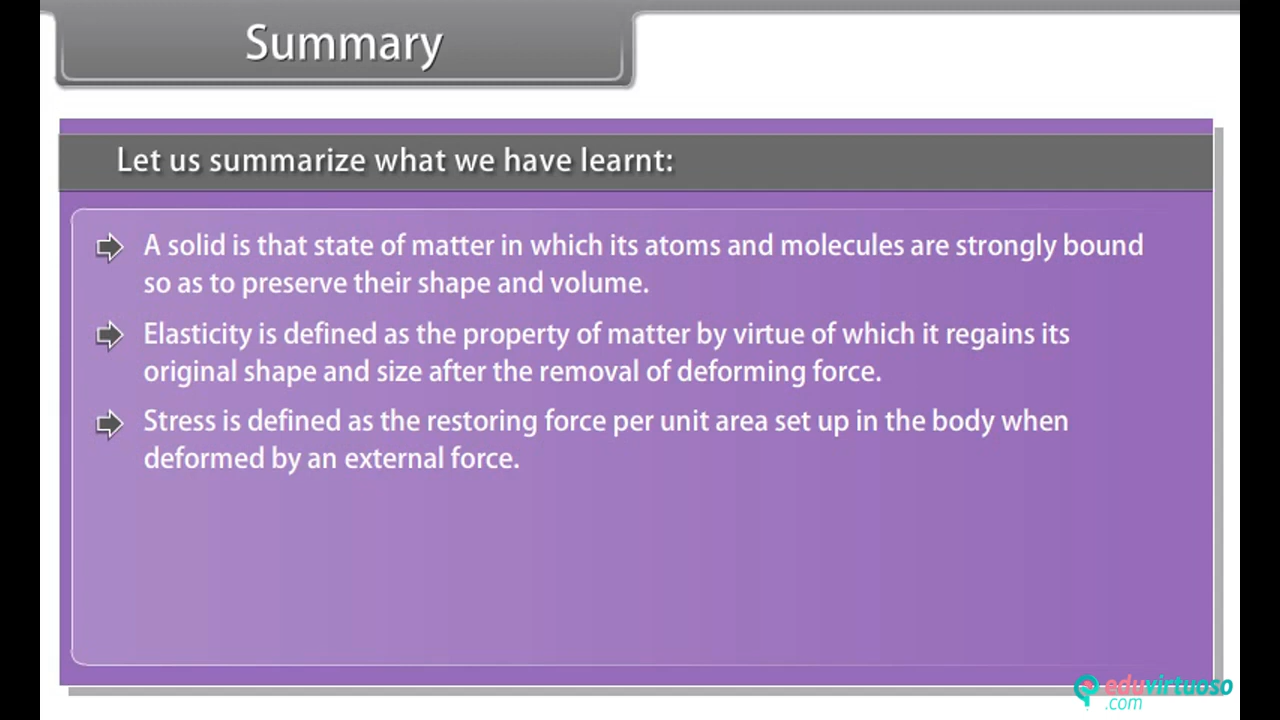 Summary
Let us summarize what we have learnt:
A solid is that state of matter in which its atoms and molecules are strongly bound
so as to preserve their shape and volume.
Elasticity is defined as the property of matter by virtue of which it regains its
original shape and size after the removal of deforming force.
Stress is defined as the restoring force per unit area set up in the body when
deformed by an external force.
eduvirtuoso
.com